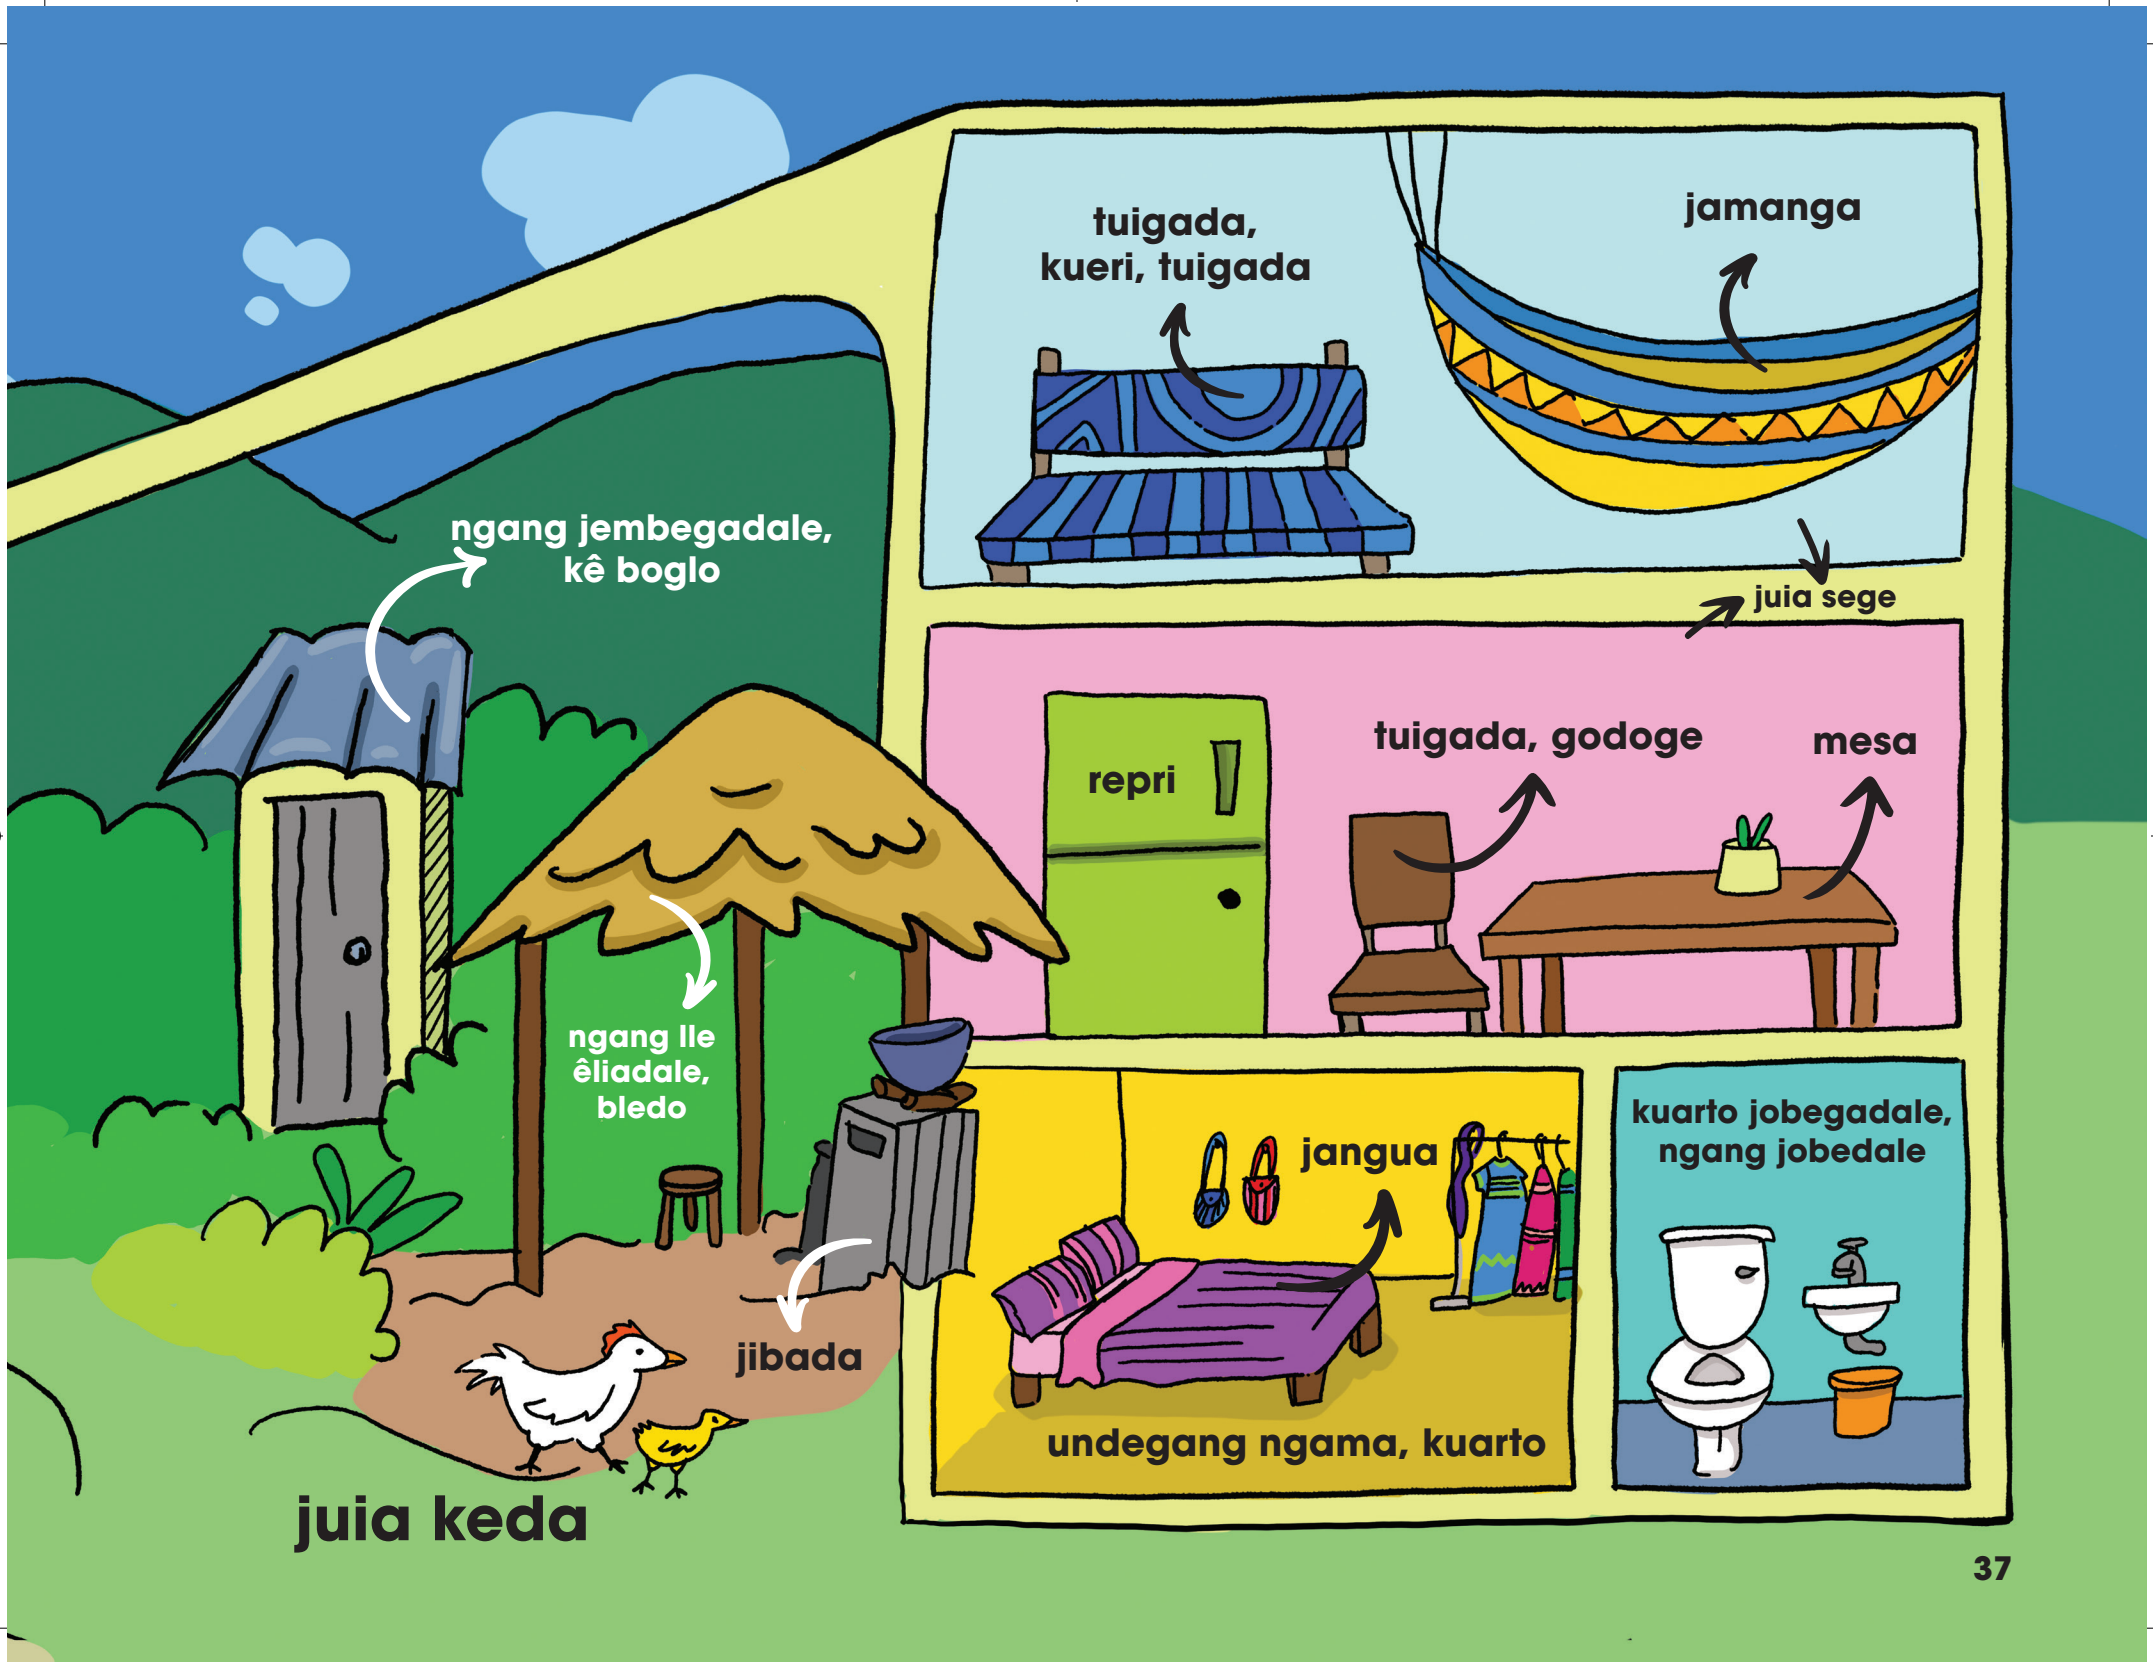 tuigada,
kueri, tuigada
jamanga
ngang jembegadale,
kê boglo
juia sege
repri
tuigada, godoge
mesa
ngang lle
êliadale,
bledo
kuarto jobegadale,
ngang jobedale
jangua
jibada
undegang ngama, kuarto
juia keda
37